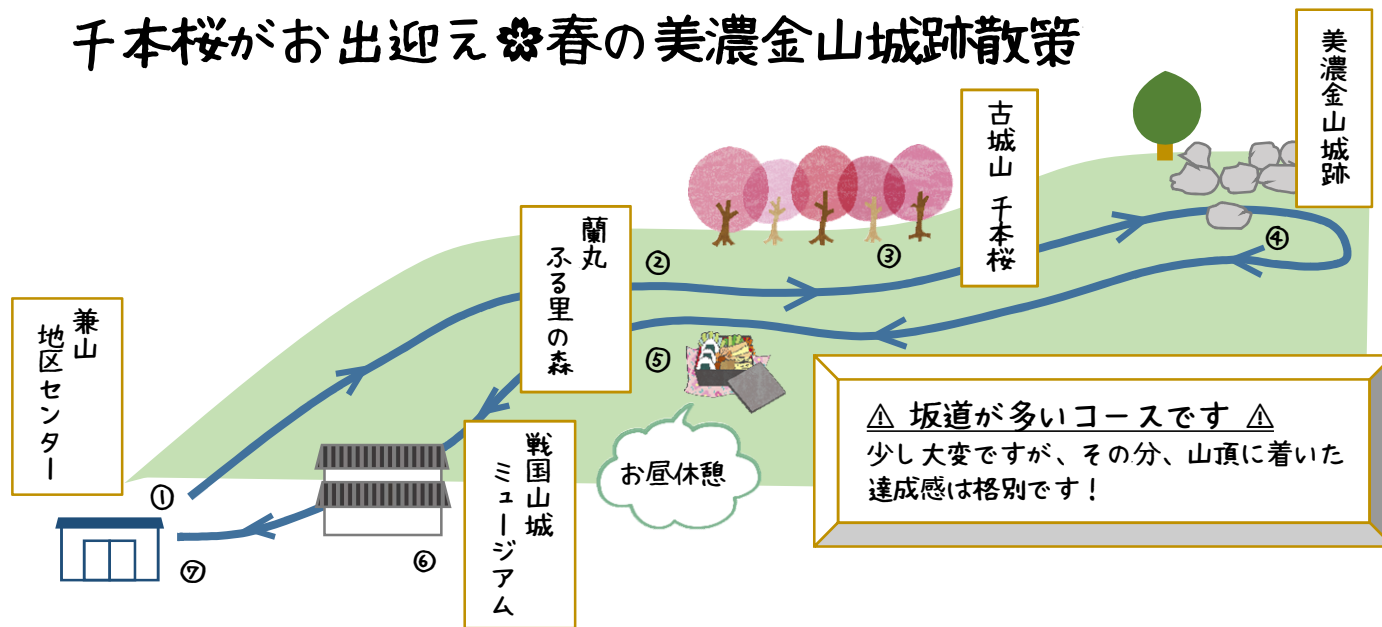 千本桜がお出迎え🌸春の美濃金山城跡散策
美濃金山城跡
古城山 千本桜
蘭丸
ふる里の森
兼山
地区センター
戦国山城
ミュージアム
①
②
③
④
⑤
⑥
⑦
お昼休憩
⚠ 坂道が多いコースです ⚠
少し大変ですが、その分、山頂に着いた
達成感は格別です!